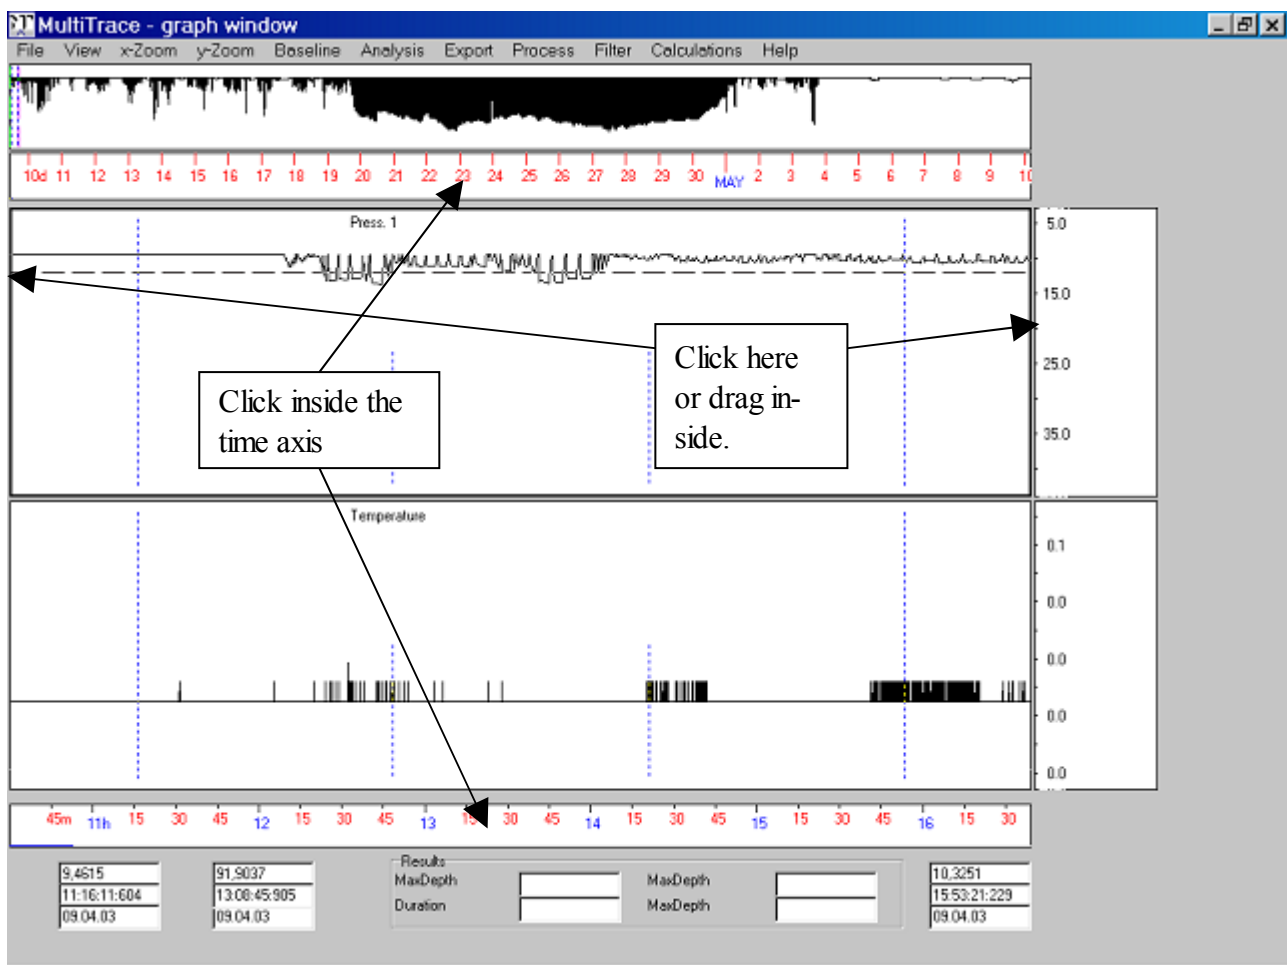 MultiTrace - graph window
File View x-Zoom y-Zoom Baseline Analysis Export Process Filter Calculations Help
10d 11 12 13 14 15 16 17 18 19 20 21 22 23 24 25 26 27 28 29 30 MAY 2 3 4 5 6 7 8 9 10
Press. 1
5.0
15.0
25.0
35.0
Click here
or drag in-
side.
Click inside the
time axis
Temperature
0.1
0.0
0.0
0.0
0.0
45m 11h 15 30 45 12 15 30 45 13 15 30 45 14 15 30 45 15 15 30 45 16 15 30
9,4615
11:16:11:604
09.04.03
91,9037
13:08:45:905
09.04.03
Results
MaxDepth MaxDepth
Duration MaxDepth
10,3251
15:53:21:229
09.04.03